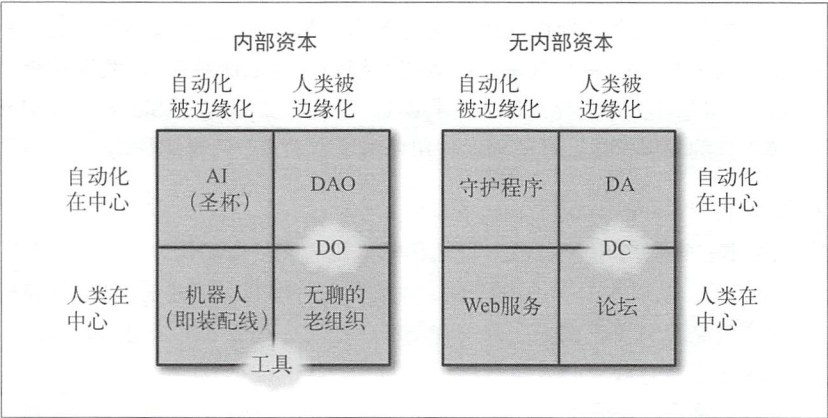 内部资本
无内部资本
自动化
被边缘化
人类被
边缘化
自动化
被边缘化
人类被
边缘化
自动化
在中心
AI
(圣杯)
DAO
守护程序
DA
自动化
在中心
DO
DC
人类在
中心
机器人
(即装配线)
无聊的
老组织
Web服务
论坛
人类在
中心
工具